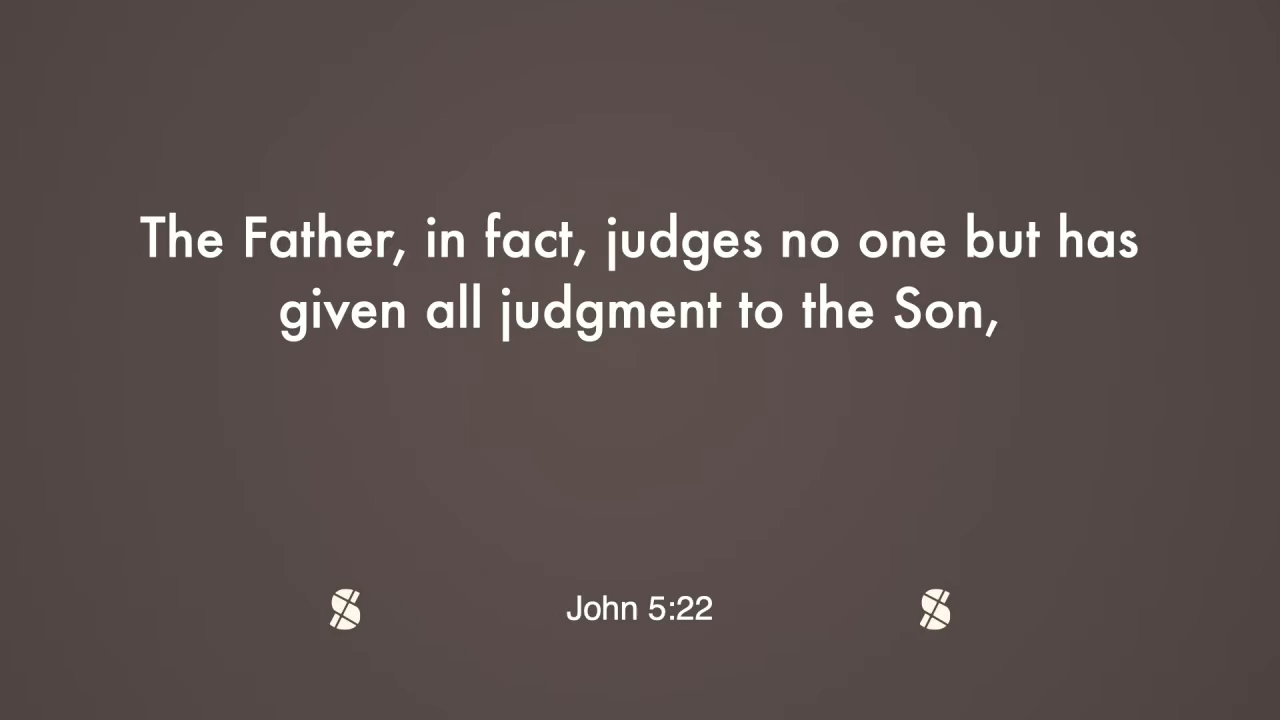 The Father, in fact, judges no one but has
given all judgment to the Son,
John 5:22